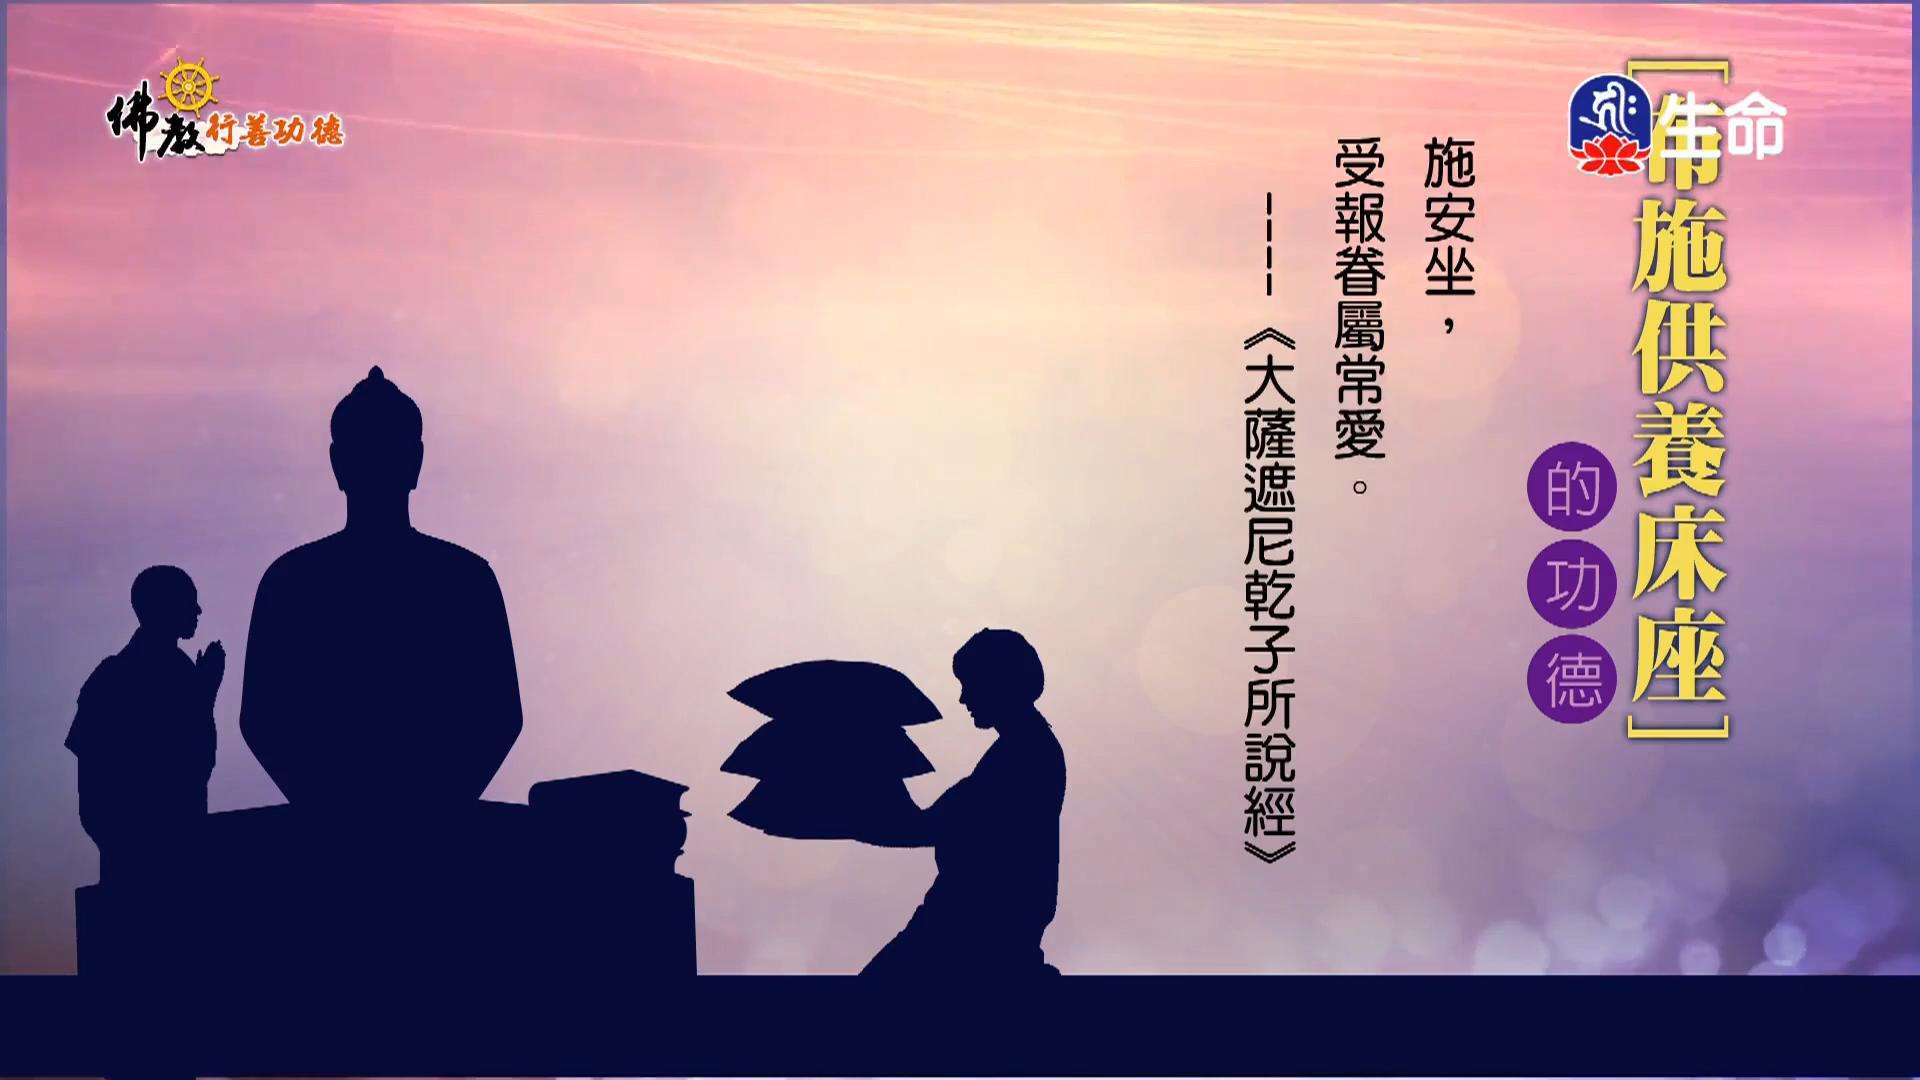 佛教行善功德
生命
[布施供養床座]
的功德
施安坐，
受報眷屬常愛。
----《大薩遮尼乾子所說經》